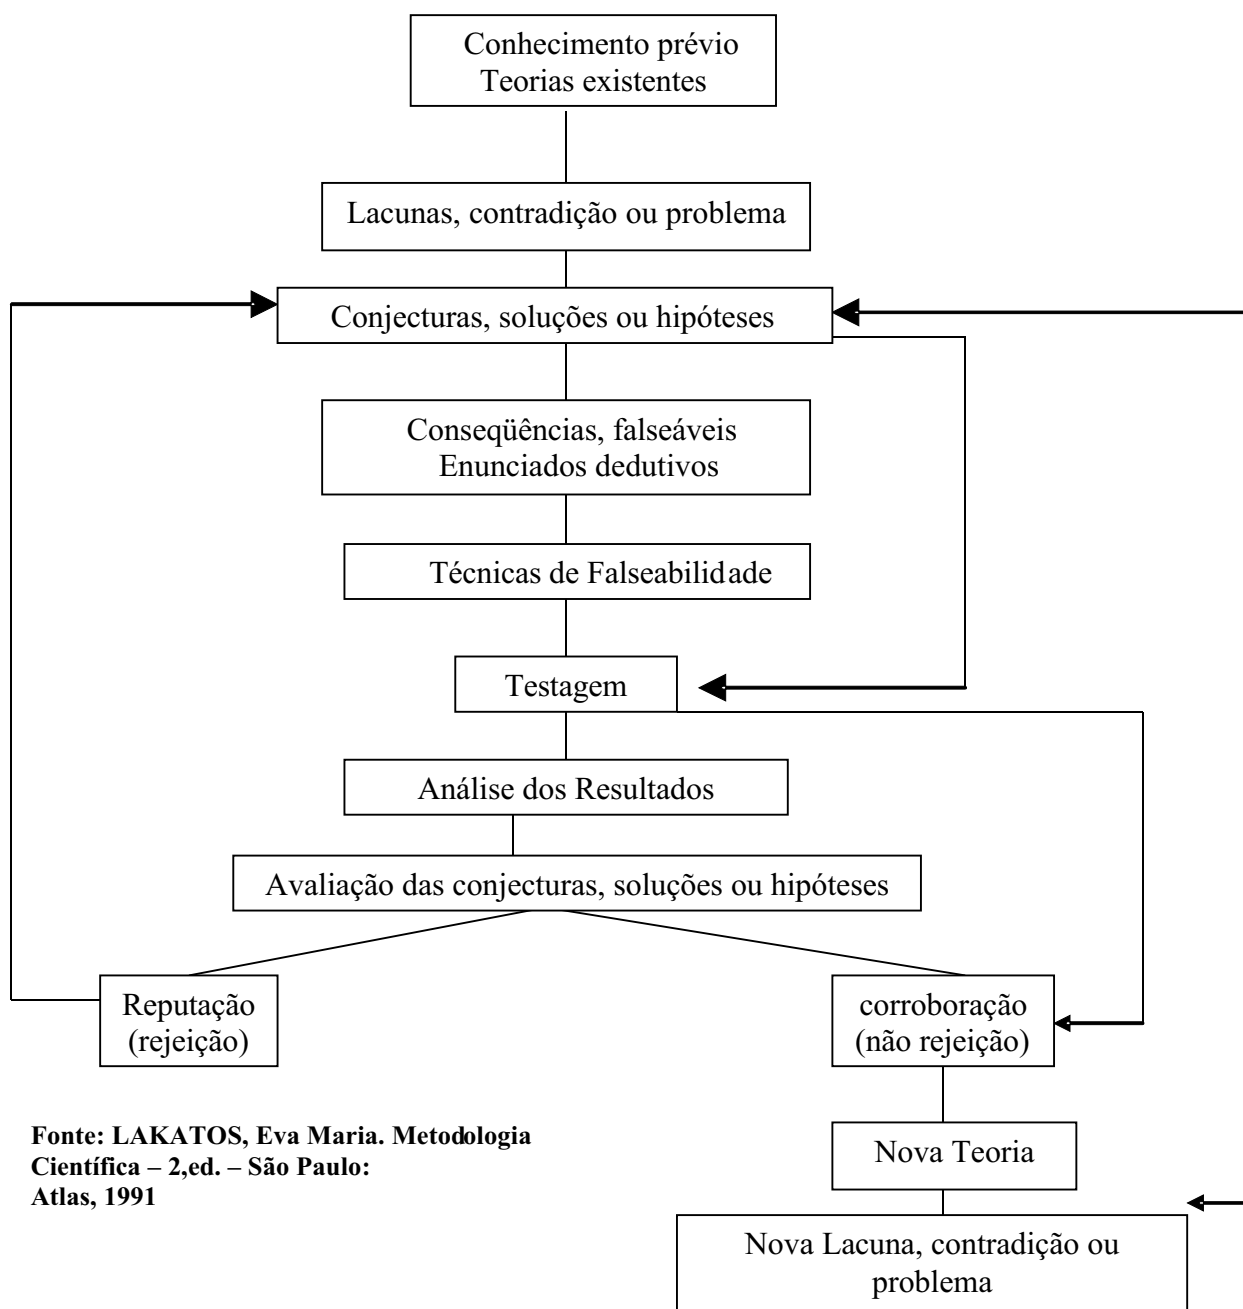 Conhecimento prévio
Teorias existentes
Lacunas, contradição ou problema
Conjecturas, soluções ou hipóteses
Conseqüências, falseáveis
Enunciados dedutivos
Técnicas de Falseabilidade
Testagem
Análise dos Resultados
Avaliação das conjecturas, soluções ou hipóteses
Reputação
(rejeição)
corroboração
(não rejeição)
Fonte: LAKATOS, Eva Maria. Metodologia
Científica – 2,ed. – São Paulo:
Atlas, 1991
Nova Teoria
Nova Lacuna, contradição ou
problema